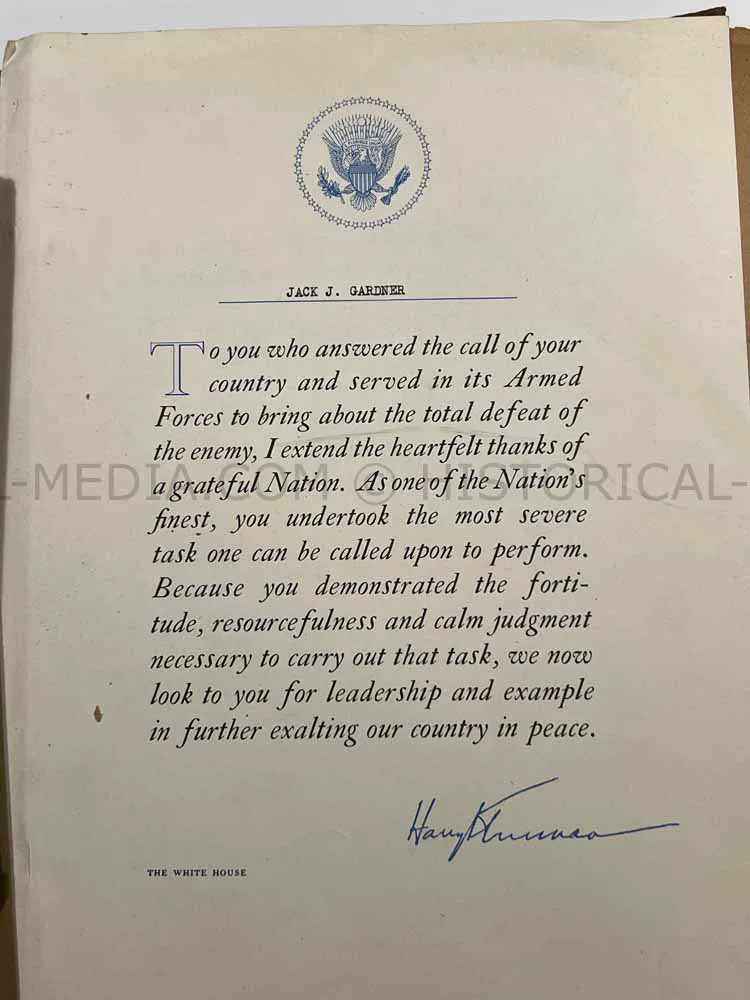 JACK J. GARDNER
To you who answered the call of your
country and served in its Armed
Forces to bring about the total defeat of
the enemy, I extend the heartfelt thanks of
a grateful Nation. As one of the Nation's
finest, you undertook the most severe
task one can be called upon to perform.
Because you demonstrated the forti-
tude, resourcefulness and calm judgment
necessary to carry out that task, we now
look to you for leadership and example
in further exalting our country in peace.
Harry Truman
THE WHITE HOUSE
L-MEDIA.COM © HISTORICAL-